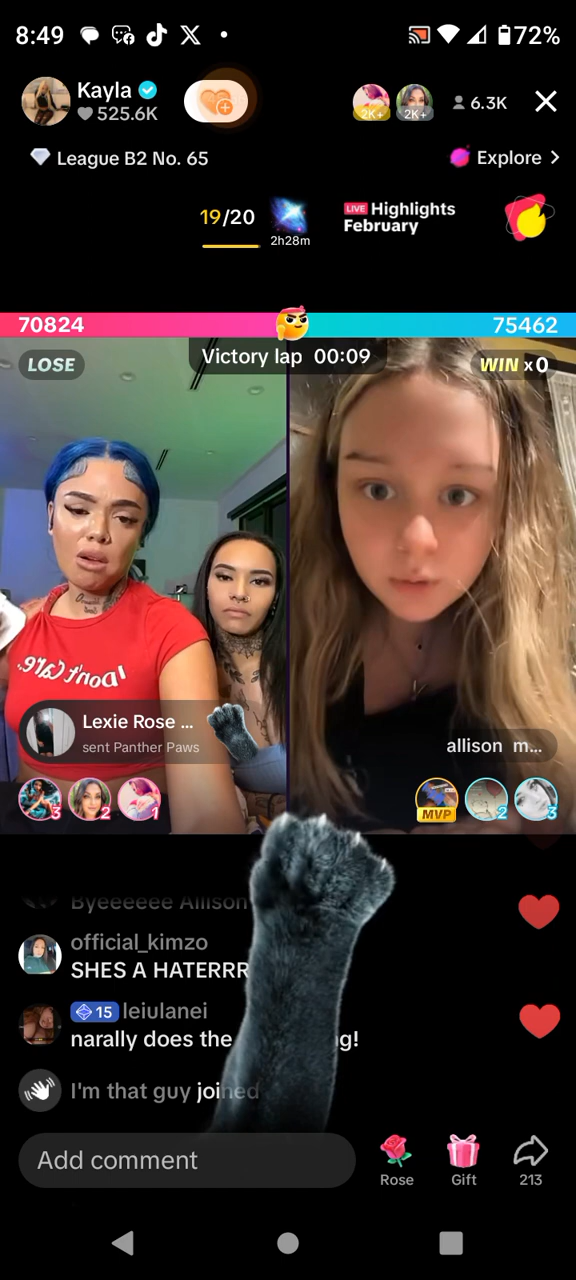 8:49
72%
Kayla
525.6K
2K+
2K+
6.3K
League B2 No. 65
Explore
19/20
2h28m
LIVE Highlights
February
70824
75462
LOSE
Victory lap 00:09
WIN x0
I Don't Care.
Lexie Rose ...
sent Panther Paws
allison m...
3
2
1
MVP
2
3
Byeeeeee Allison
official_kimzo
SHES A HATERRR
15 leiulanei
narally does the g!
I'm that guy joined
Add comment
Rose
Gift
213